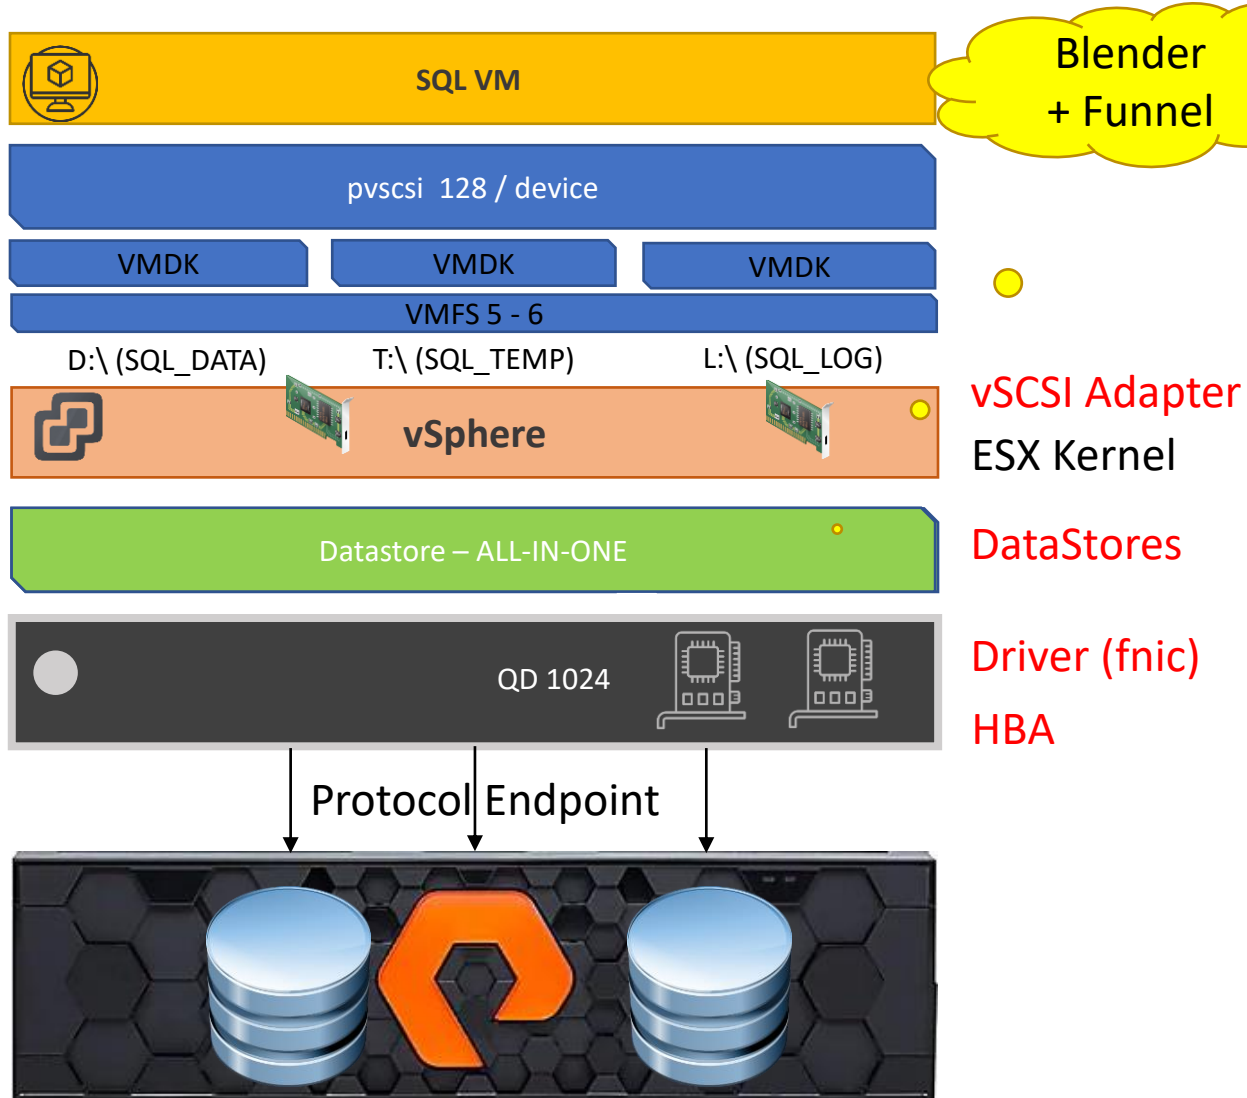 Blender
+ Funnel
SQL VM
pvscsi  128 / device
VMDK
VMDK
VMDK
VMFS 5 - 6
D:\ (SQL_DATA)
T:\ (SQL_TEMP)
L:\ (SQL_LOG)
vSphere
vSCSI Adapter
ESX Kernel
Datastore – ALL-IN-ONE
DataStores
QD 1024
Driver (fnic)
HBA
Protocol Endpoint